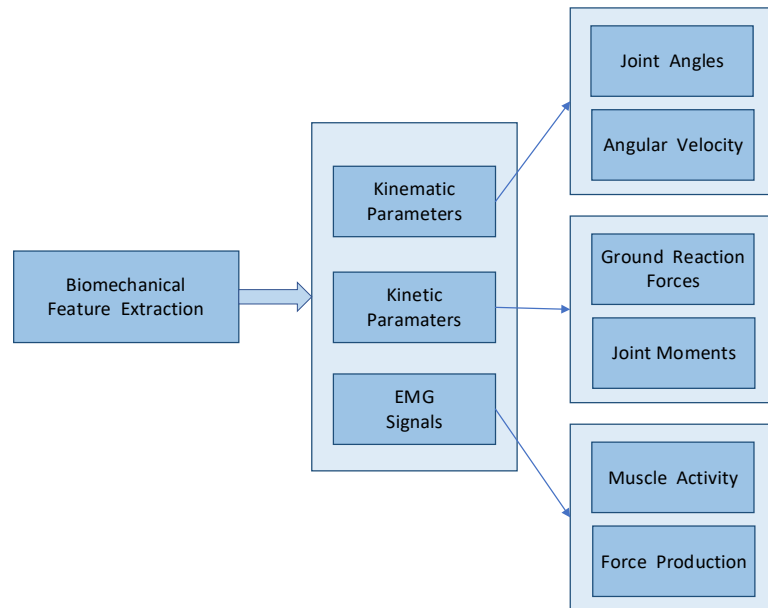 Biomechanical
Feature Extraction
Kinematic
Parameters
Kinetic
Paramaters
EMG
Signals
Joint Angles
Angular Velocity
Ground Reaction
Forces
Joint Moments
Muscle Activity
Force Production